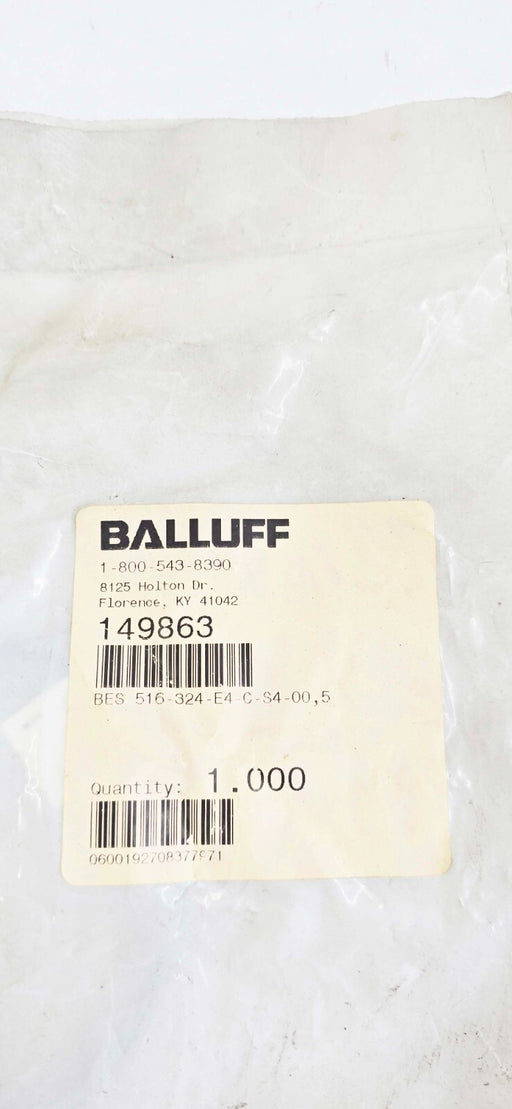 BALLUFF
1-800-543-8390
8125 Holton Dr.
Florence, KY 41042
149863
BES 516-324-E4-C-S4-00,5
Quantity: 1.000